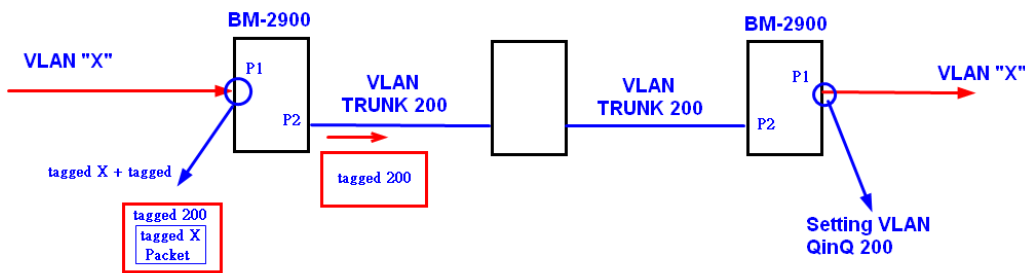 BM-2900
BM-2900
VLAN "X"
P1
VLAN
TRUNK 200
VLAN
TRUNK 200
P1
VLAN "X"
P2
P2
tagged X + tagged
tagged 200
tagged 200
tagged X
Packet
Setting VLAN
QinQ 200